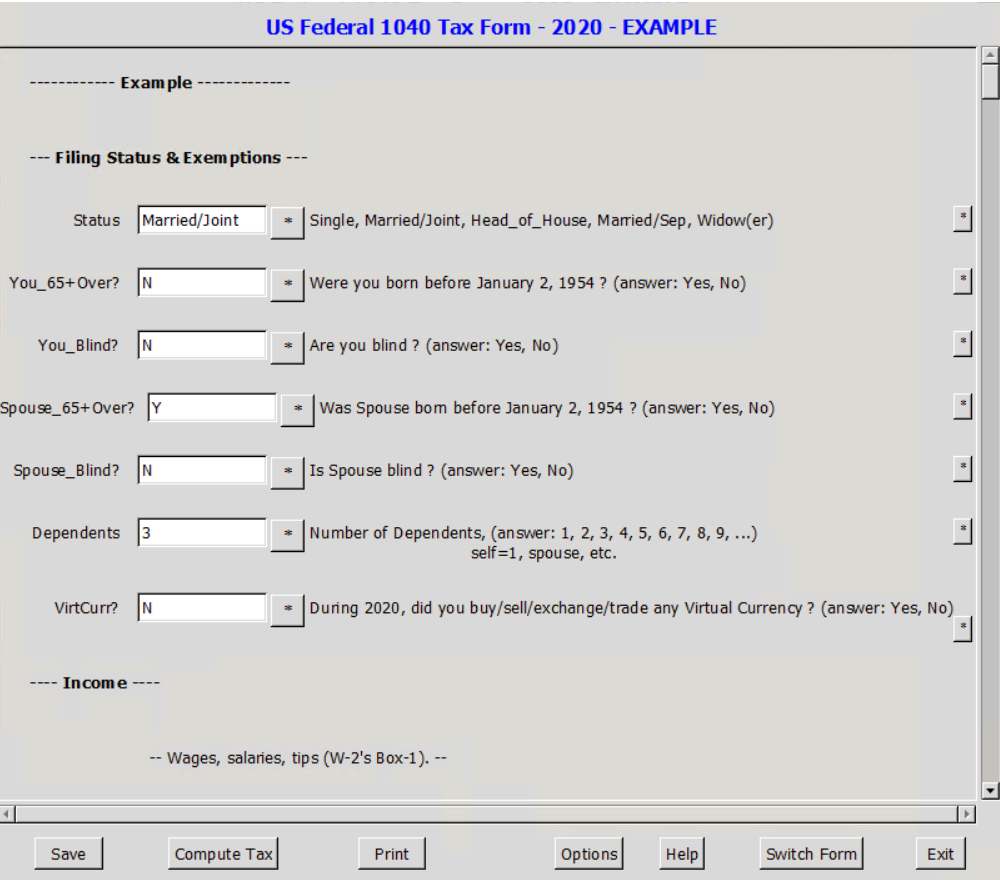 US Federal 1040 Tax Form - 2020 - EXAMPLE
------------ Example -------------
--- Filing Status & Exemptions ---
Status Married/Joint * Single, Married/Joint, Head_of_House, Married/Sep, Widow(er) *
You_65+Over? N * Were you born before January 2, 1954 ? (answer: Yes, No) *
You_Blind? N * Are you blind ? (answer: Yes, No) *
Spouse_65+Over? Y * Was Spouse born before January 2, 1954 ? (answer: Yes, No) *
Spouse_Blind? N * Is Spouse blind ? (answer: Yes, No) *
Dependents 3 * Number of Dependents, (answer: 1, 2, 3, 4, 5, 6, 7, 8, 9, ...) *
self=1, spouse, etc.
VirtCurr? N * During 2020, did you buy/sell/exchange/trade any Virtual Currency ? (answer: Yes, No)
*
---- Income ----
-- Wages, salaries, tips (W-2's Box-1). --
Save Compute Tax Print Options Help Switch Form Exit